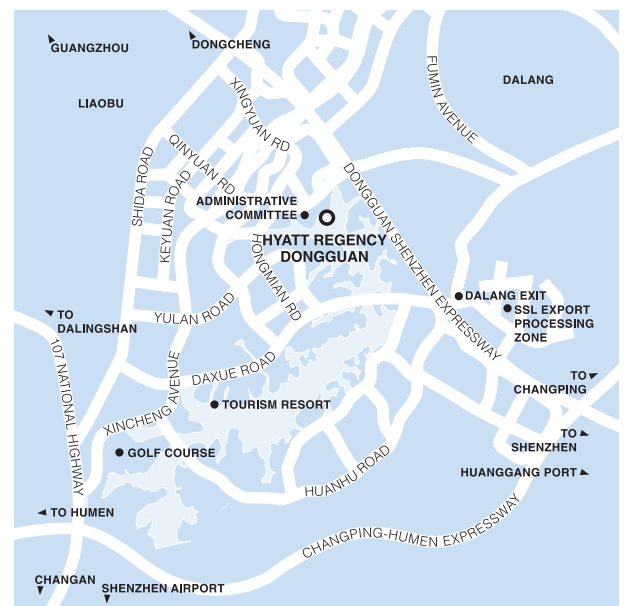 GUANGZHOU
DONGCHENG
LIAOBU
DALANG
FUMIN AVENUE
XINGYUAN RD
QINYUAN RD
SHIDA ROAD
KEYUAN ROAD
ADMINISTRATIVE
COMMITTEE
DONGGUAN SHENZHEN EXPRESSWAY
HYATT REGENCY
DONGGUAN
HONGMIAN RD
YULAN ROAD
DALANG EXIT
SSL EXPORT
PROCESSING
ZONE
TO
DALINGSHAN
107 NATIONAL HIGHWAY
DAXUE ROAD
XINCHENG AVENUE
TO
CHANGPING
TOURISM RESORT
TO
SHENZHEN
GOLF COURSE
HUANGGANG PORT
HUANHU ROAD
TO HUMEN
CHANGPING-HUMEN EXPRESSWAY
CHANGAN
SHENZHEN AIRPORT